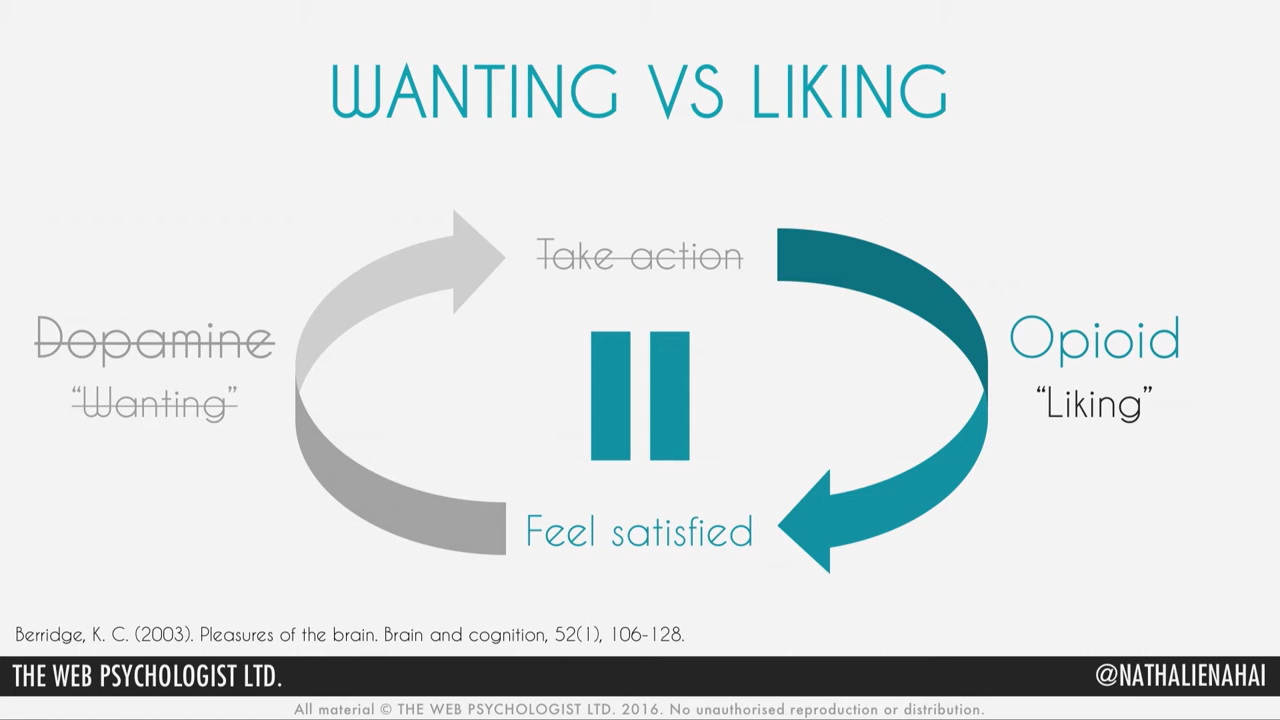 WANTING VS LIKING
Take action
Dopamine
"Wanting"
Opioid
"Liking"
Feel satisfied
Berridge, K. C. (2003). Pleasures of the brain. Brain and cognition, 52(1), 106-128.
THE WEB PSYCHOLOGIST LTD.
@NATHALIENAHAI
All material © THE WEB PSYCHOLOGIST LTD. 2016. No unauthorised reproduction or distribution.